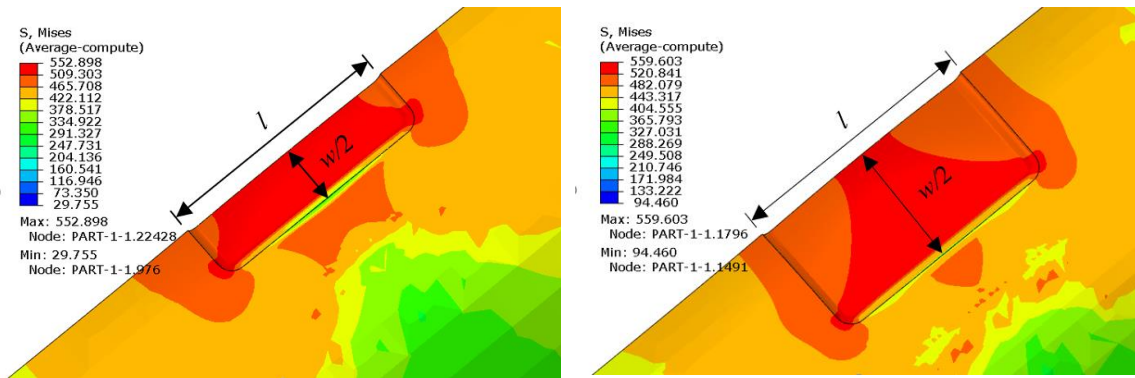 S, Mises
(Average-compute)
552.898
509.303
465.708
422.112
378.517
334.922
291.327
247.731
204.136
160.541
116.946
73.350
29.755
Max: 552.898
Node: PART-1-1.22428
Min: 29.755
Node: PART-1-1.976
l
w/2
S, Mises
(Average-compute)
559.603
520.841
482.079
443.317
404.555
365.793
327.031
288.269
249.508
210.746
171.984
133.222
94.460
Max: 559.603
Node: PART-1-1.1796
Min: 94.460
Node: PART-1-1.1491
l
w/2